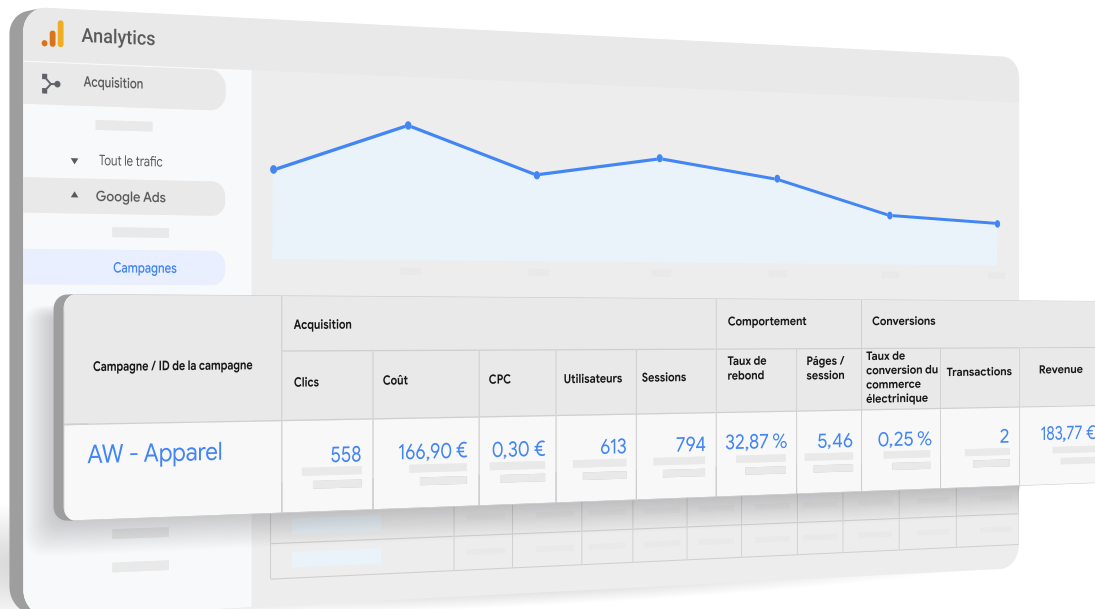 Analytics
Acquisition
Tout le trafic
Google Ads
Campagnes
Campagne / ID de la campagne
Acquisition
Comportement
Conversions
Clics
Coût
CPC
Utilisateurs
Sessions
Taux de
rebond
Páges /
session
Taux de
conversion du
commerce
électrinique
Transactions
Revenue
AW - Apparel
558
166,90 €
0,30 €
613
794
32,87 %
5,46
0,25 %
2
183,77 €